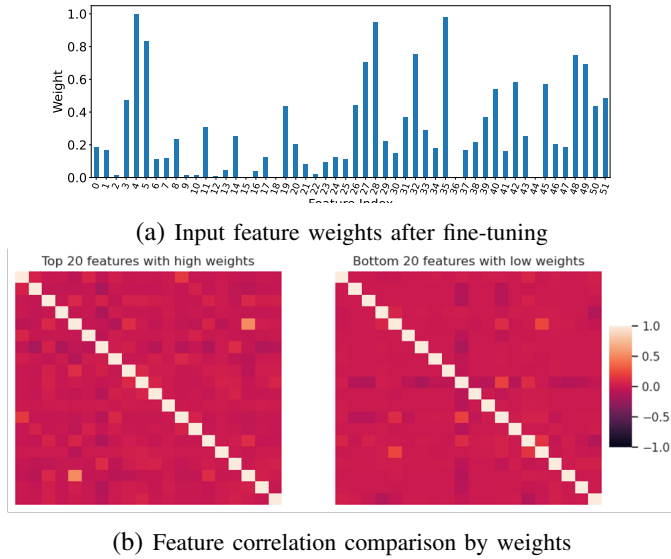 1.0
0.8
0.6
0.4
0.2
0.0
Weight
0 1 2 3 4 5 6 7 8 9 10 11 12 13 14 15 16 17 18 19 20 21 22 23 24 25 26 27 28 29 30 31 32 33 34 35 36 37 38 39 40 41 42 43 44 45 46 47 48 49 50 51
Feature Index
(a) Input feature weights after fine-tuning
Top 20 features with high weights
Bottom 20 features with low weights
1.0
0.5
0.0
−0.5
−1.0
(b) Feature correlation comparison by weights